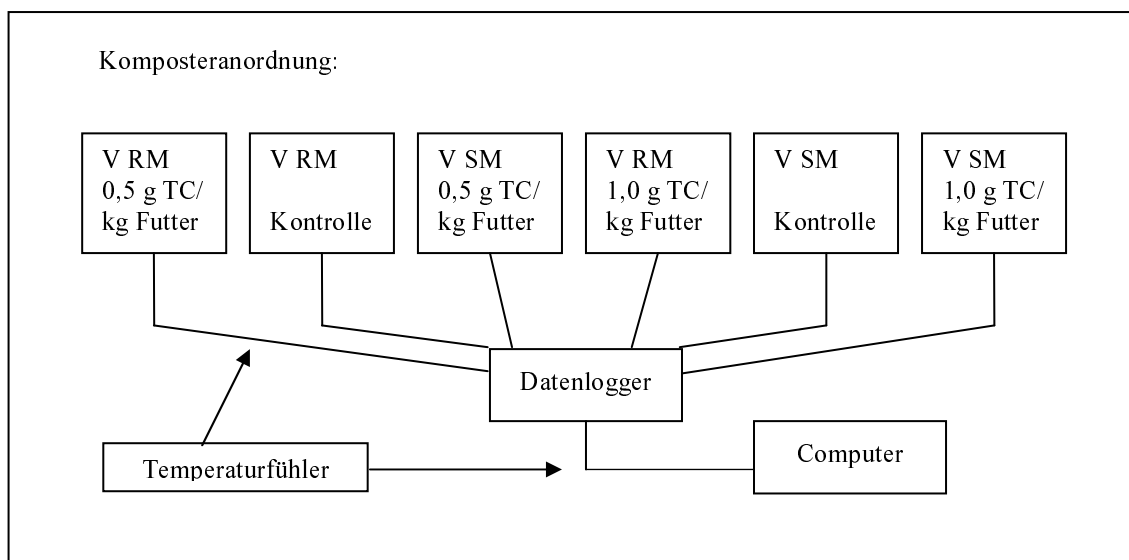 Komposteranordnung:
V RM
0,5 g TC/
kg Futter
V RM
Kontrolle
V SM
0,5 g TC/
kg Futter
V RM
1,0 g TC/
kg Futter
V SM
Kontrolle
V SM
1,0 g TC/
kg Futter
Datenlogger
Temperaturfühler
Computer